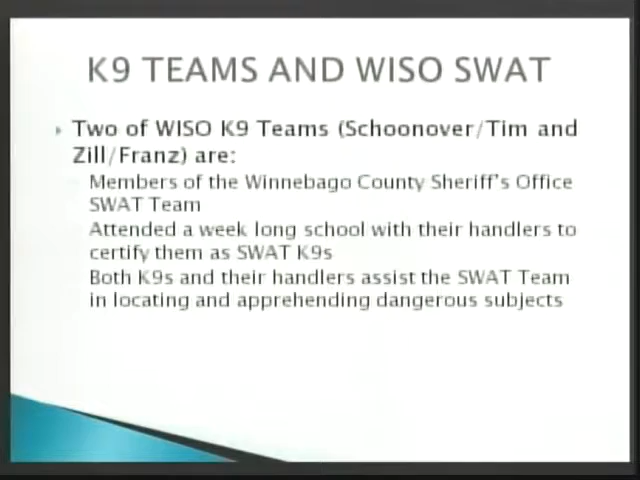 K9 TEAMS AND WISO SWAT
Two of WISO K9 Teams (Schoonover/Tim and
Zill/Franz) are:
Members of the Winnebago County Sheriff's Office
SWAT Team
Attended a week long school with their handlers to
certify them as SWAT K9s
Both K9s and their handlers assist the SWAT Team
in locating and apprehending dangerous subjects